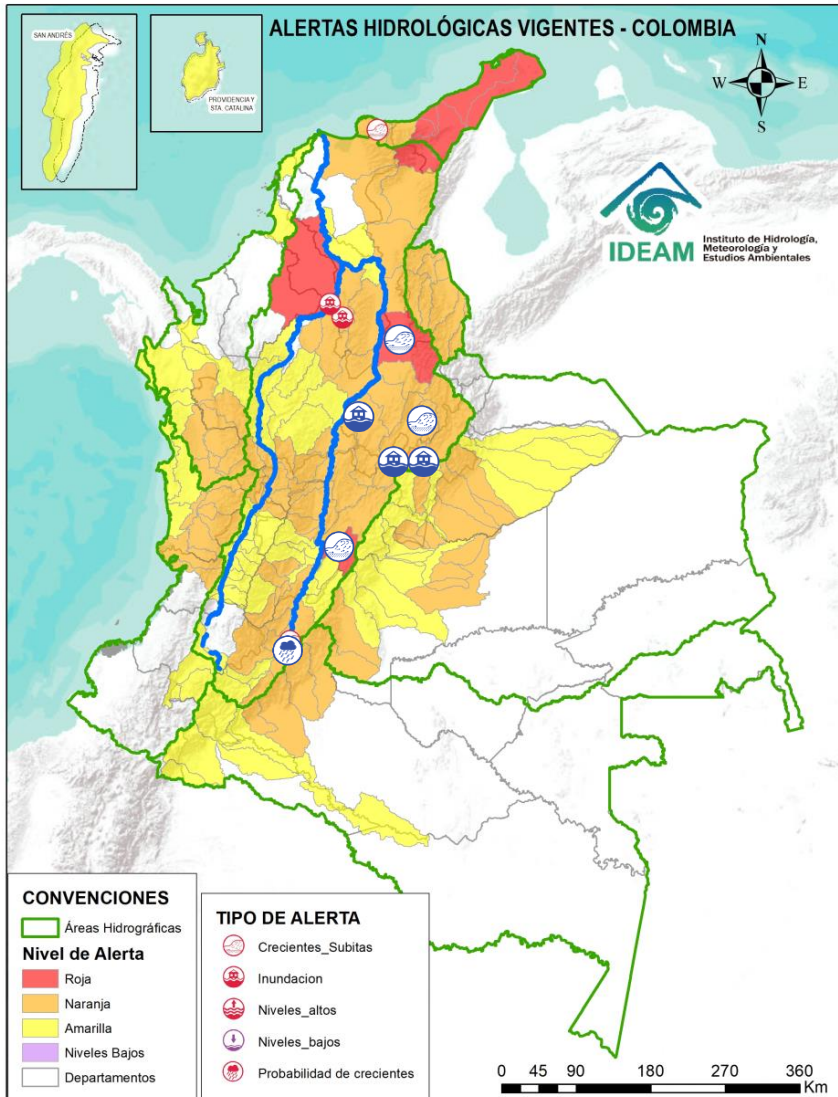 ALERTAS HIDROLÓGICAS VIGENTES - COLOMBIA
SAN ANDRÉS
PROVIDENCIA Y
STA. CATALINA
N
W
E
S
IDEAM
Instituto de Hidrología,
Meteorología y
Estudios Ambientales
CONVENCIONES
Áreas Hidrográficas
Nivel de Alerta
Roja
Naranja
Amarilla
Niveles Bajos
Departamentos
TIPO DE ALERTA
Crecientes_Subitas
Inundacion
Niveles_altos
Niveles_bajos
Probabilidad de crecientes
0 45 90 180 270 360
Km